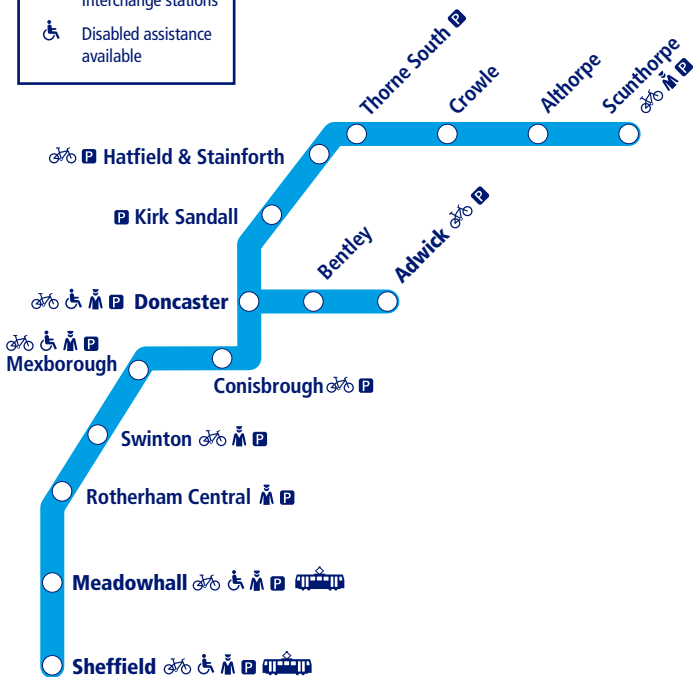 Interchange stations
Disabled assistance
available
Thorne South P
Crowle
Althorpe
Scunthorpe
P
P Hatfield & Stainforth
P Kirk Sandall
Bentley
Adwick P
P Doncaster
P
Mexborough
Conisbrough P
Swinton P
Rotherham Central P
Meadowhall P
Sheffield P